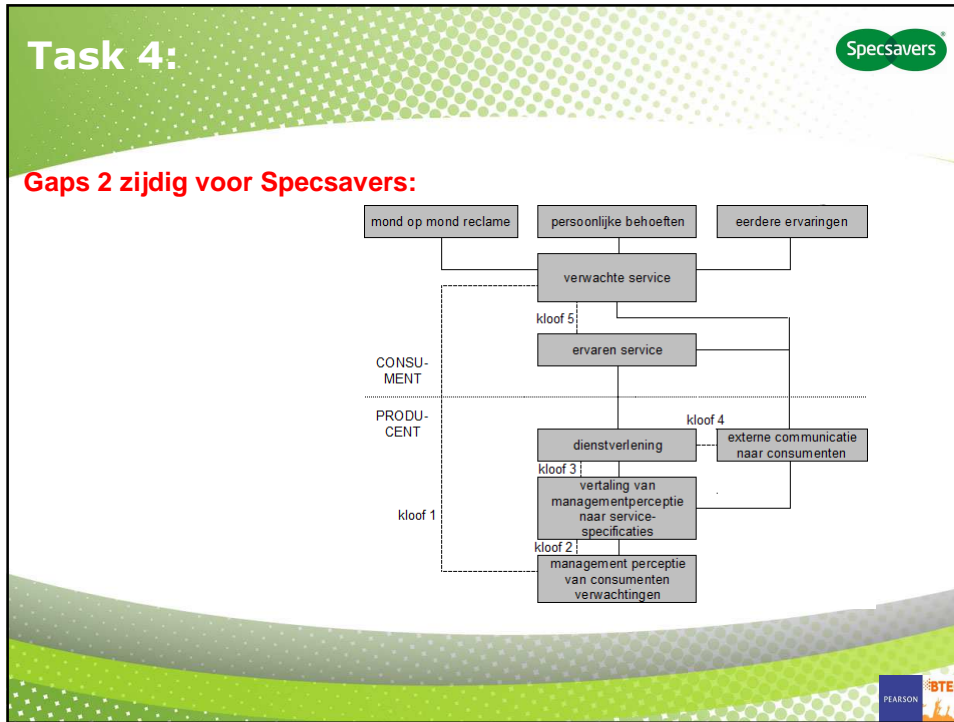 Task 4:
Specsavers
Gaps 2 zijdig voor Specsavers:
mond op mond reclame
persoonlijke behoeften
eerdere ervaringen
verwachte service
kloof 5
ervaren service
CONSU-
MENT
PRODU-
CENT
kloof 4
dienstverlening
externe communicatie
naar consumenten
kloof 3
vertaling van
managementperceptie
naar service-
specificaties
kloof 1
kloof 2
management perceptie
van consumenten
verwachtingen
PEARSON
BTE